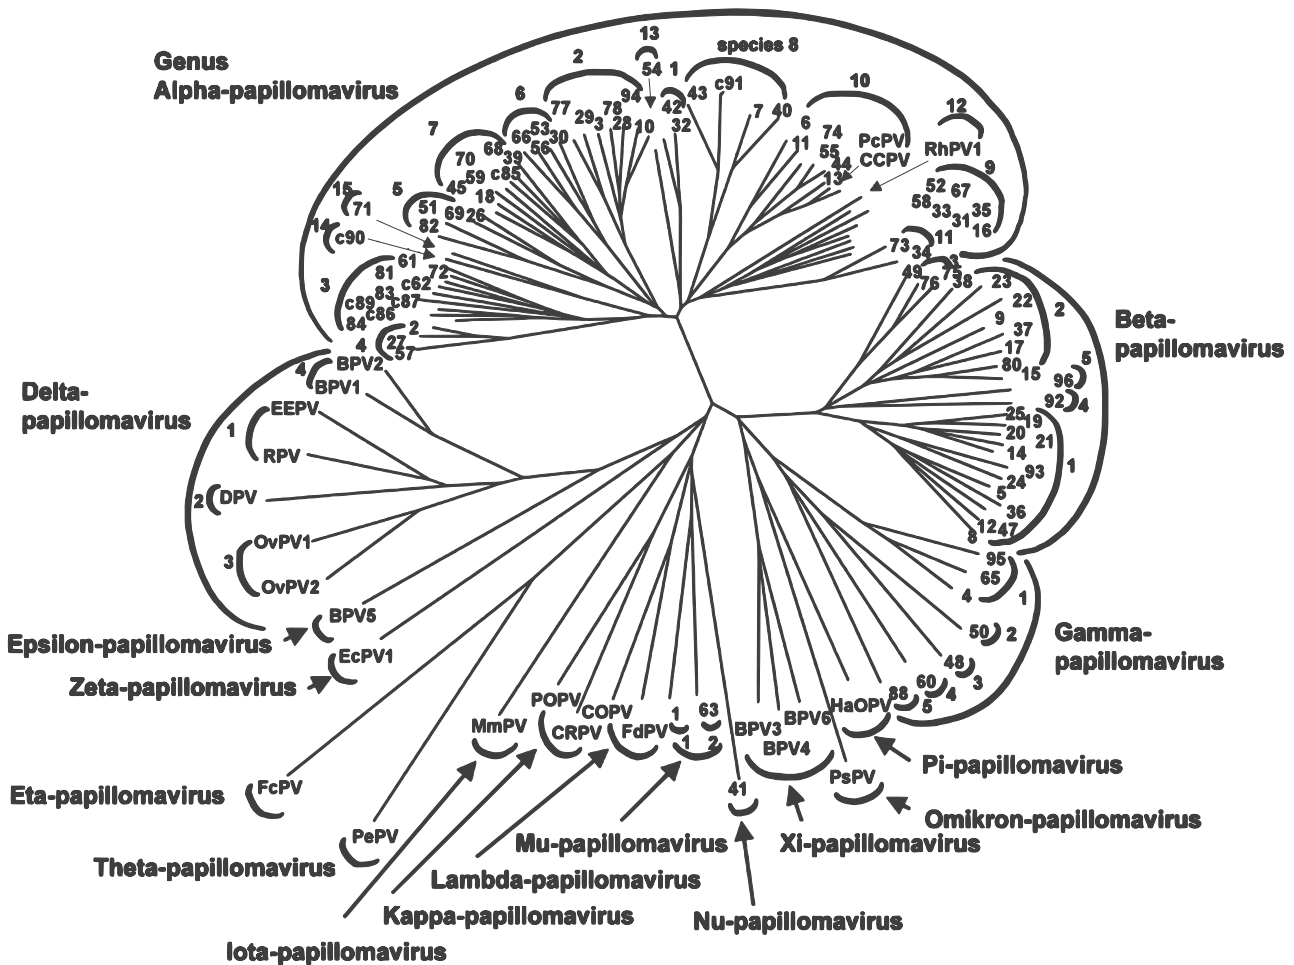 Genus
Alpha-papillomavirus
13
54
2
1
species 8
43
c91
7
40
42
32
10
6
11
74
55
44
13
PcPV
CCPV
12
RhPV1
9
52
67
58
33
31
35
16
11
73
34
94
77
78
29
3
28
10
6
53
66
30
56
7
68
39
70
c85
59
45
18
5
51
69
26
82
15
71
14
c90
3
61
81
72
c62
83
c89
c87
c86
84
4
2
27
57
Beta-
papillomavirus
3
49
75
76
38
23
22
2
9
37
17
80
15
5
96
92
4
25
19
20
21
14
93
1
24
5
36
12
47
8
Delta-
papillomavirus
4
BPV2
BPV1
1
EEPV
RPV
2
DPV
3
OvPV1
OvPV2
Gamma-
papillomavirus
95
65
4
1
50
2
48
3
60
4
88
5
BPV5
Epsilon-papillomavirus
EcPV1
Zeta-papillomavirus
FcPV
Eta-papillomavirus
PePV
Theta-papillomavirus
MmPV
Iota-papillomavirus
POPV
CRPV
Kappa-papillomavirus
COPV
FdPV
Lambda-papillomavirus
1
63
1
2
Mu-papillomavirus
41
Nu-papillomavirus
BPV3
BPV6
BPV4
Xi-papillomavirus
PsPV
Omikron-papillomavirus
HaOPV
Pi-papillomavirus